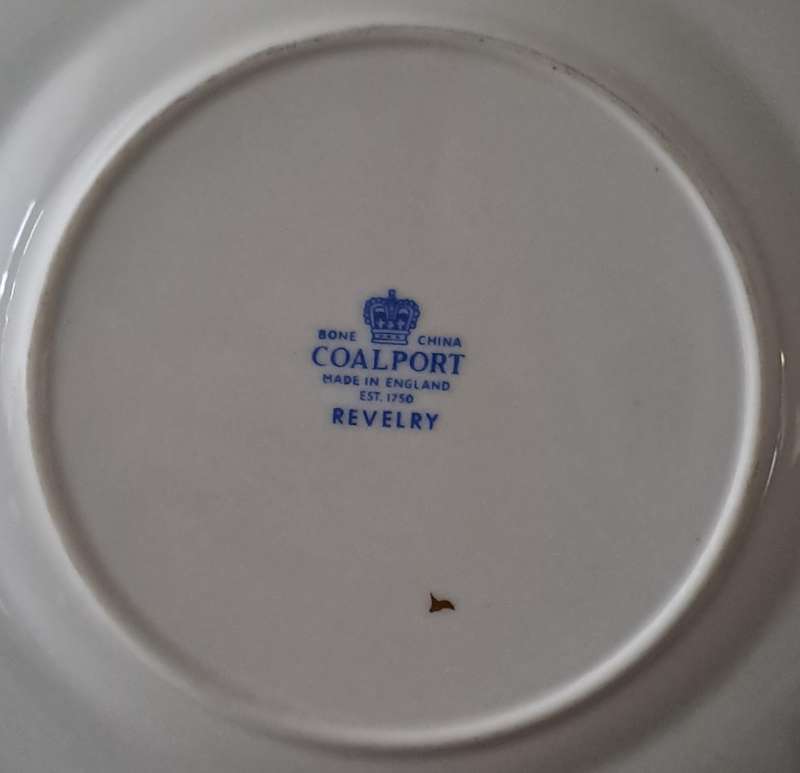 BONE CHINA
COALPORT
MADE IN ENGLAND
EST. 1750
REVELRY